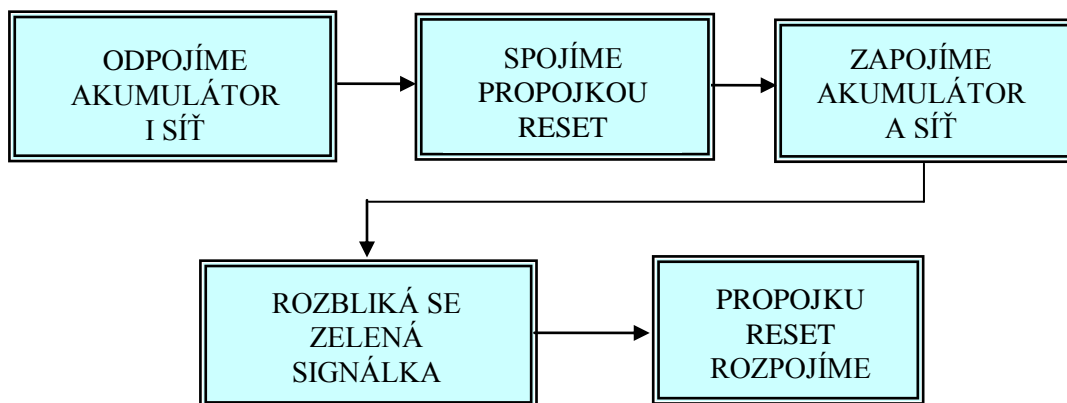 ODPOJÍME
AKUMULÁTOR
I SÍŤ
SPOJÍME
PROPOJKOU
RESET
ZAPOJÍME
AKUMULÁTOR
A SÍŤ
ROZBLIKÁ SE
ZELENÁ
SIGNÁLKA
PROPOJKU
RESET
ROZPOJÍME